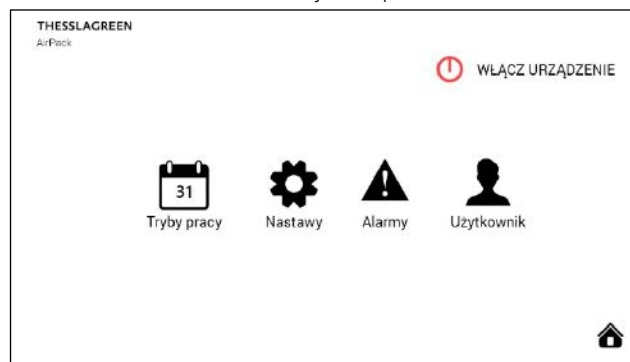 THESSLAGREEN
AirPack
WŁĄCZ URZĄDZENIE
31
Tryby pracy
Nastawy
Alarmy
Użytkownik